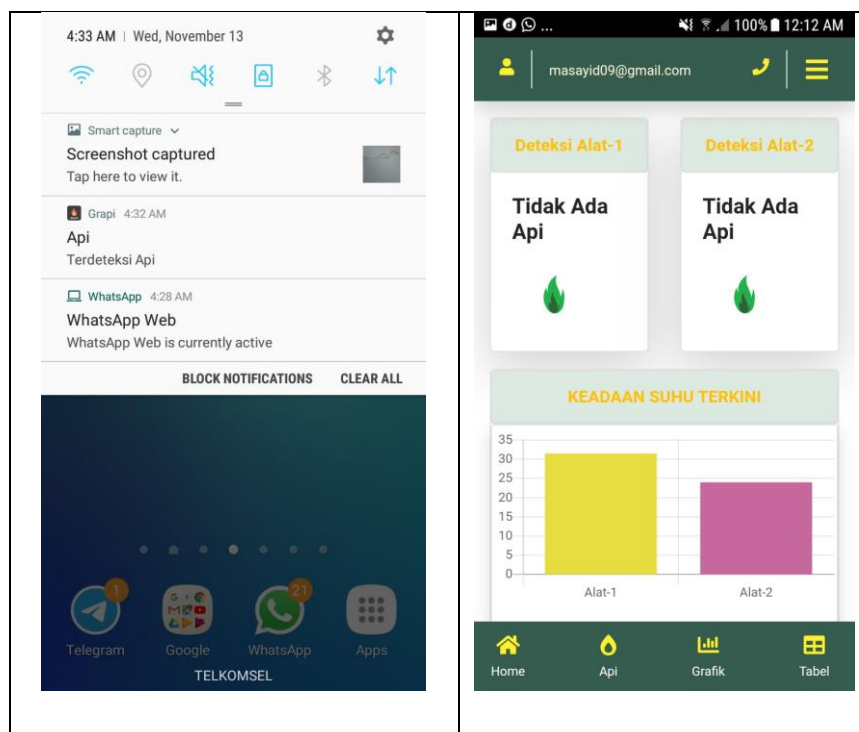 4:33 AM | Wed, November 13
Smart capture
Screenshot captured
Tap here to view it.
Grapi 4:32 AM
Api
Terdeteksi Api
WhatsApp 4:28 AM
WhatsApp Web
WhatsApp Web is currently active
BLOCK NOTIFICATIONS CLEAR ALL
1
21
Telegram Google WhatsApp Apps
TELKOMSEL
... 100% 12:12 AM
masayid09@gmail.com
Deteksi Alat-1 Deteksi Alat-2
Tidak Ada
Api
Tidak Ada
Api
KEADAAN SUHU TERKINI
35
30
25
20
15
10
5
0
Alat-1 Alat-2
Home Api Grafik Tabel